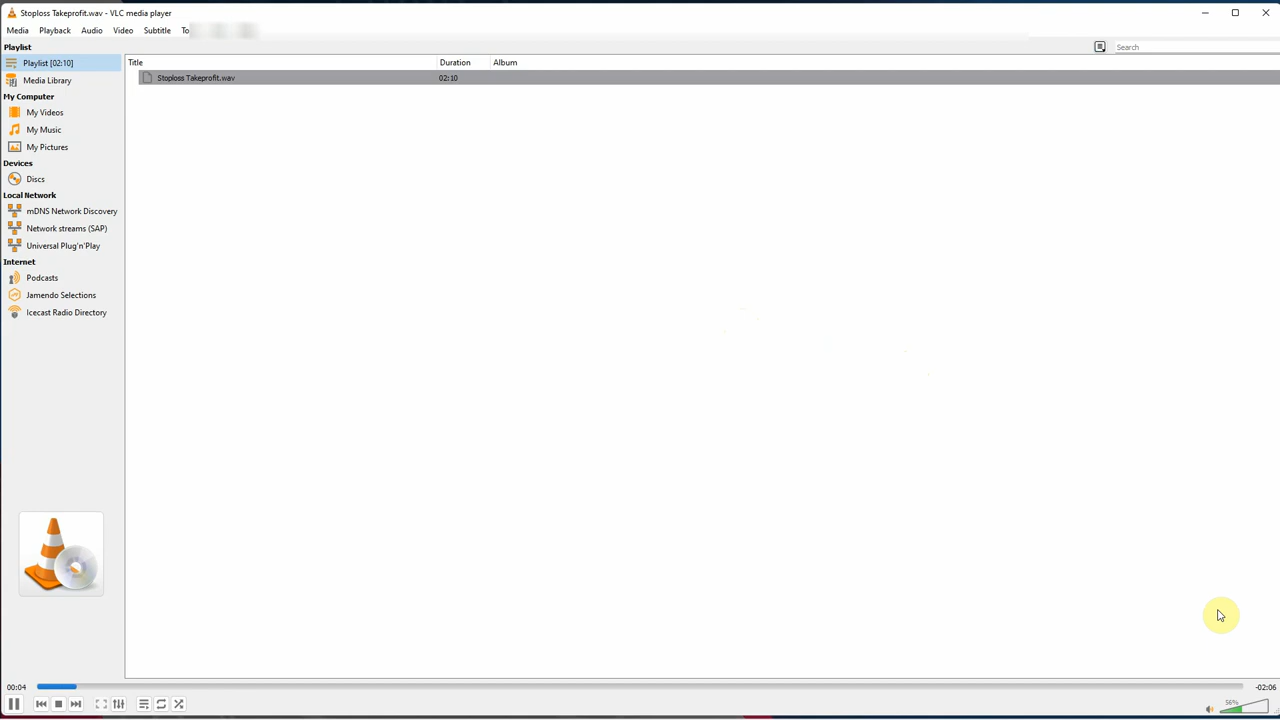 Stoploss Takeprofit.wav - VLC media player
Media Playback Audio Video Subtitle To
Playlist
Search
Playlist [02:10]
Title Duration Album
Stoploss Takeprofit.wav 02:10
Media Library
My Computer
My Videos
My Music
My Pictures
Devices
Discs
Local Network
mDNS Network Discovery
Network streams (SAP)
Universal Plug'n'Play
Internet
Podcasts
Jamendo Selections
Icecast Radio Directory
00:04 -02:06
56%